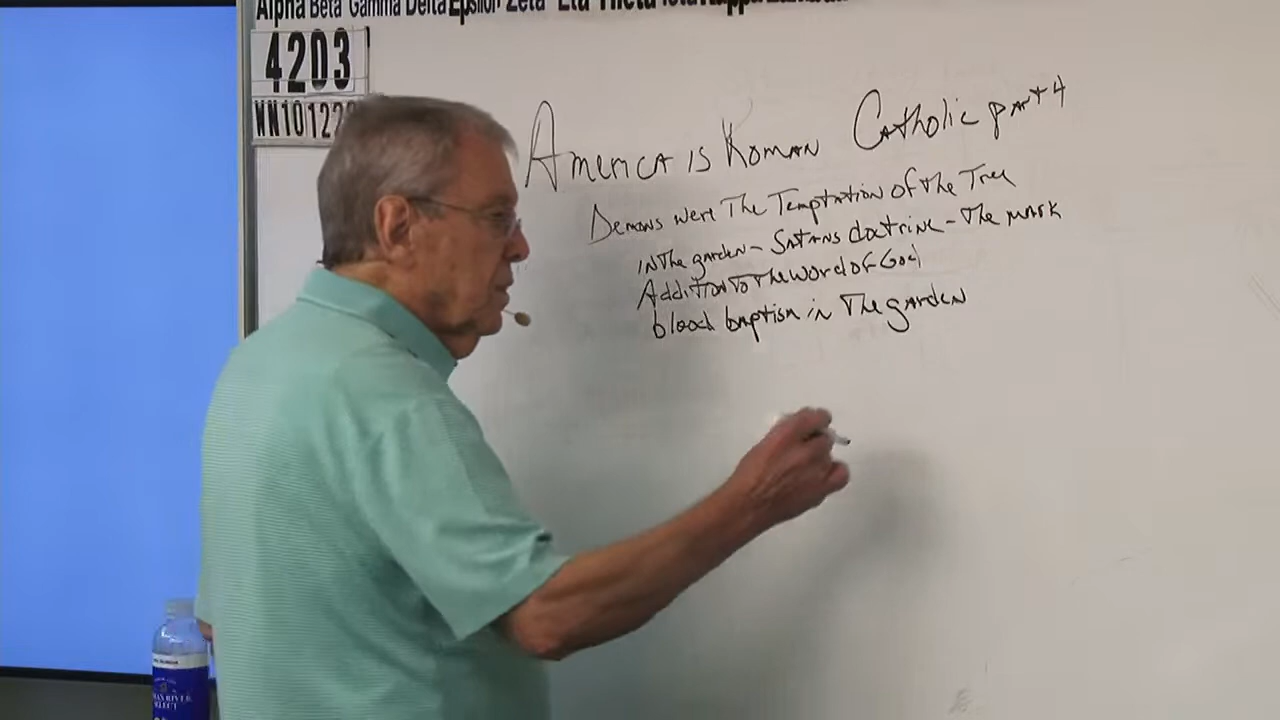 Alpha Beta Gamma Delta Epsilon Zeta Eta Theta Iota Kappa
4203
WN10122
America is Roman Catholic part 4
Demons were The Temptation of The Tree
in The garden - Satans doctrine - The mark
Addition To The word of God
blood baptism in The garden